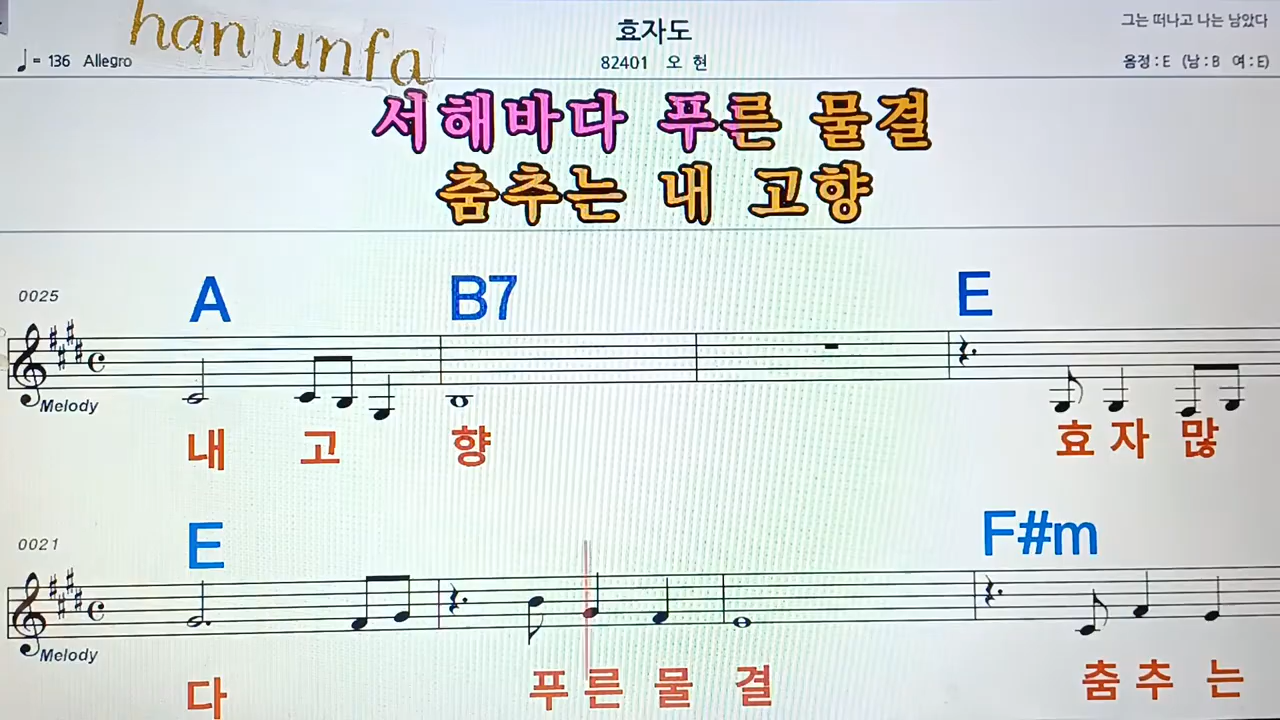 han unfa
효자도
그는 떠나고 나는 남았다
♩= 136 Allegro
82401 오 현
음정 : E (남 : B 여 : E)
서해바다 푸른 물결
춤추는 내 고향
0025
A B7 E
Melody
내 고 향 효 자 많
0021
E F#m
Melody
다 푸 른 물 결 춤 추 는